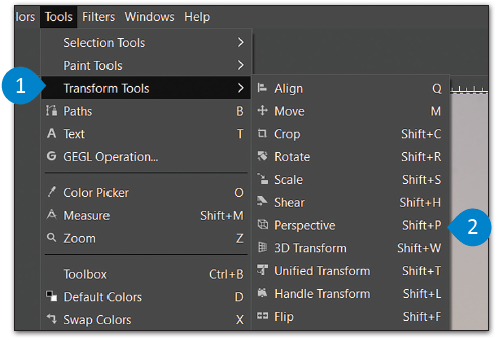 lors Tools Filters Windows Help
Selection Tools >
Paint Tools >
1
Transform Tools >
Paths B
Text T
GEGL Operation...
Color Picker O
Measure Shift+M
Zoom Z
Toolbox Ctrl+B
Default Colors D
Swap Colors X
Align Q
Move M
Crop Shift+C
Rotate Shift+R
Scale Shift+S
Shear Shift+H
Perspective Shift+P
2
3D Transform Shift+W
Unified Transform Shift+T
Handle Transform Shift+L
Flip Shift+F